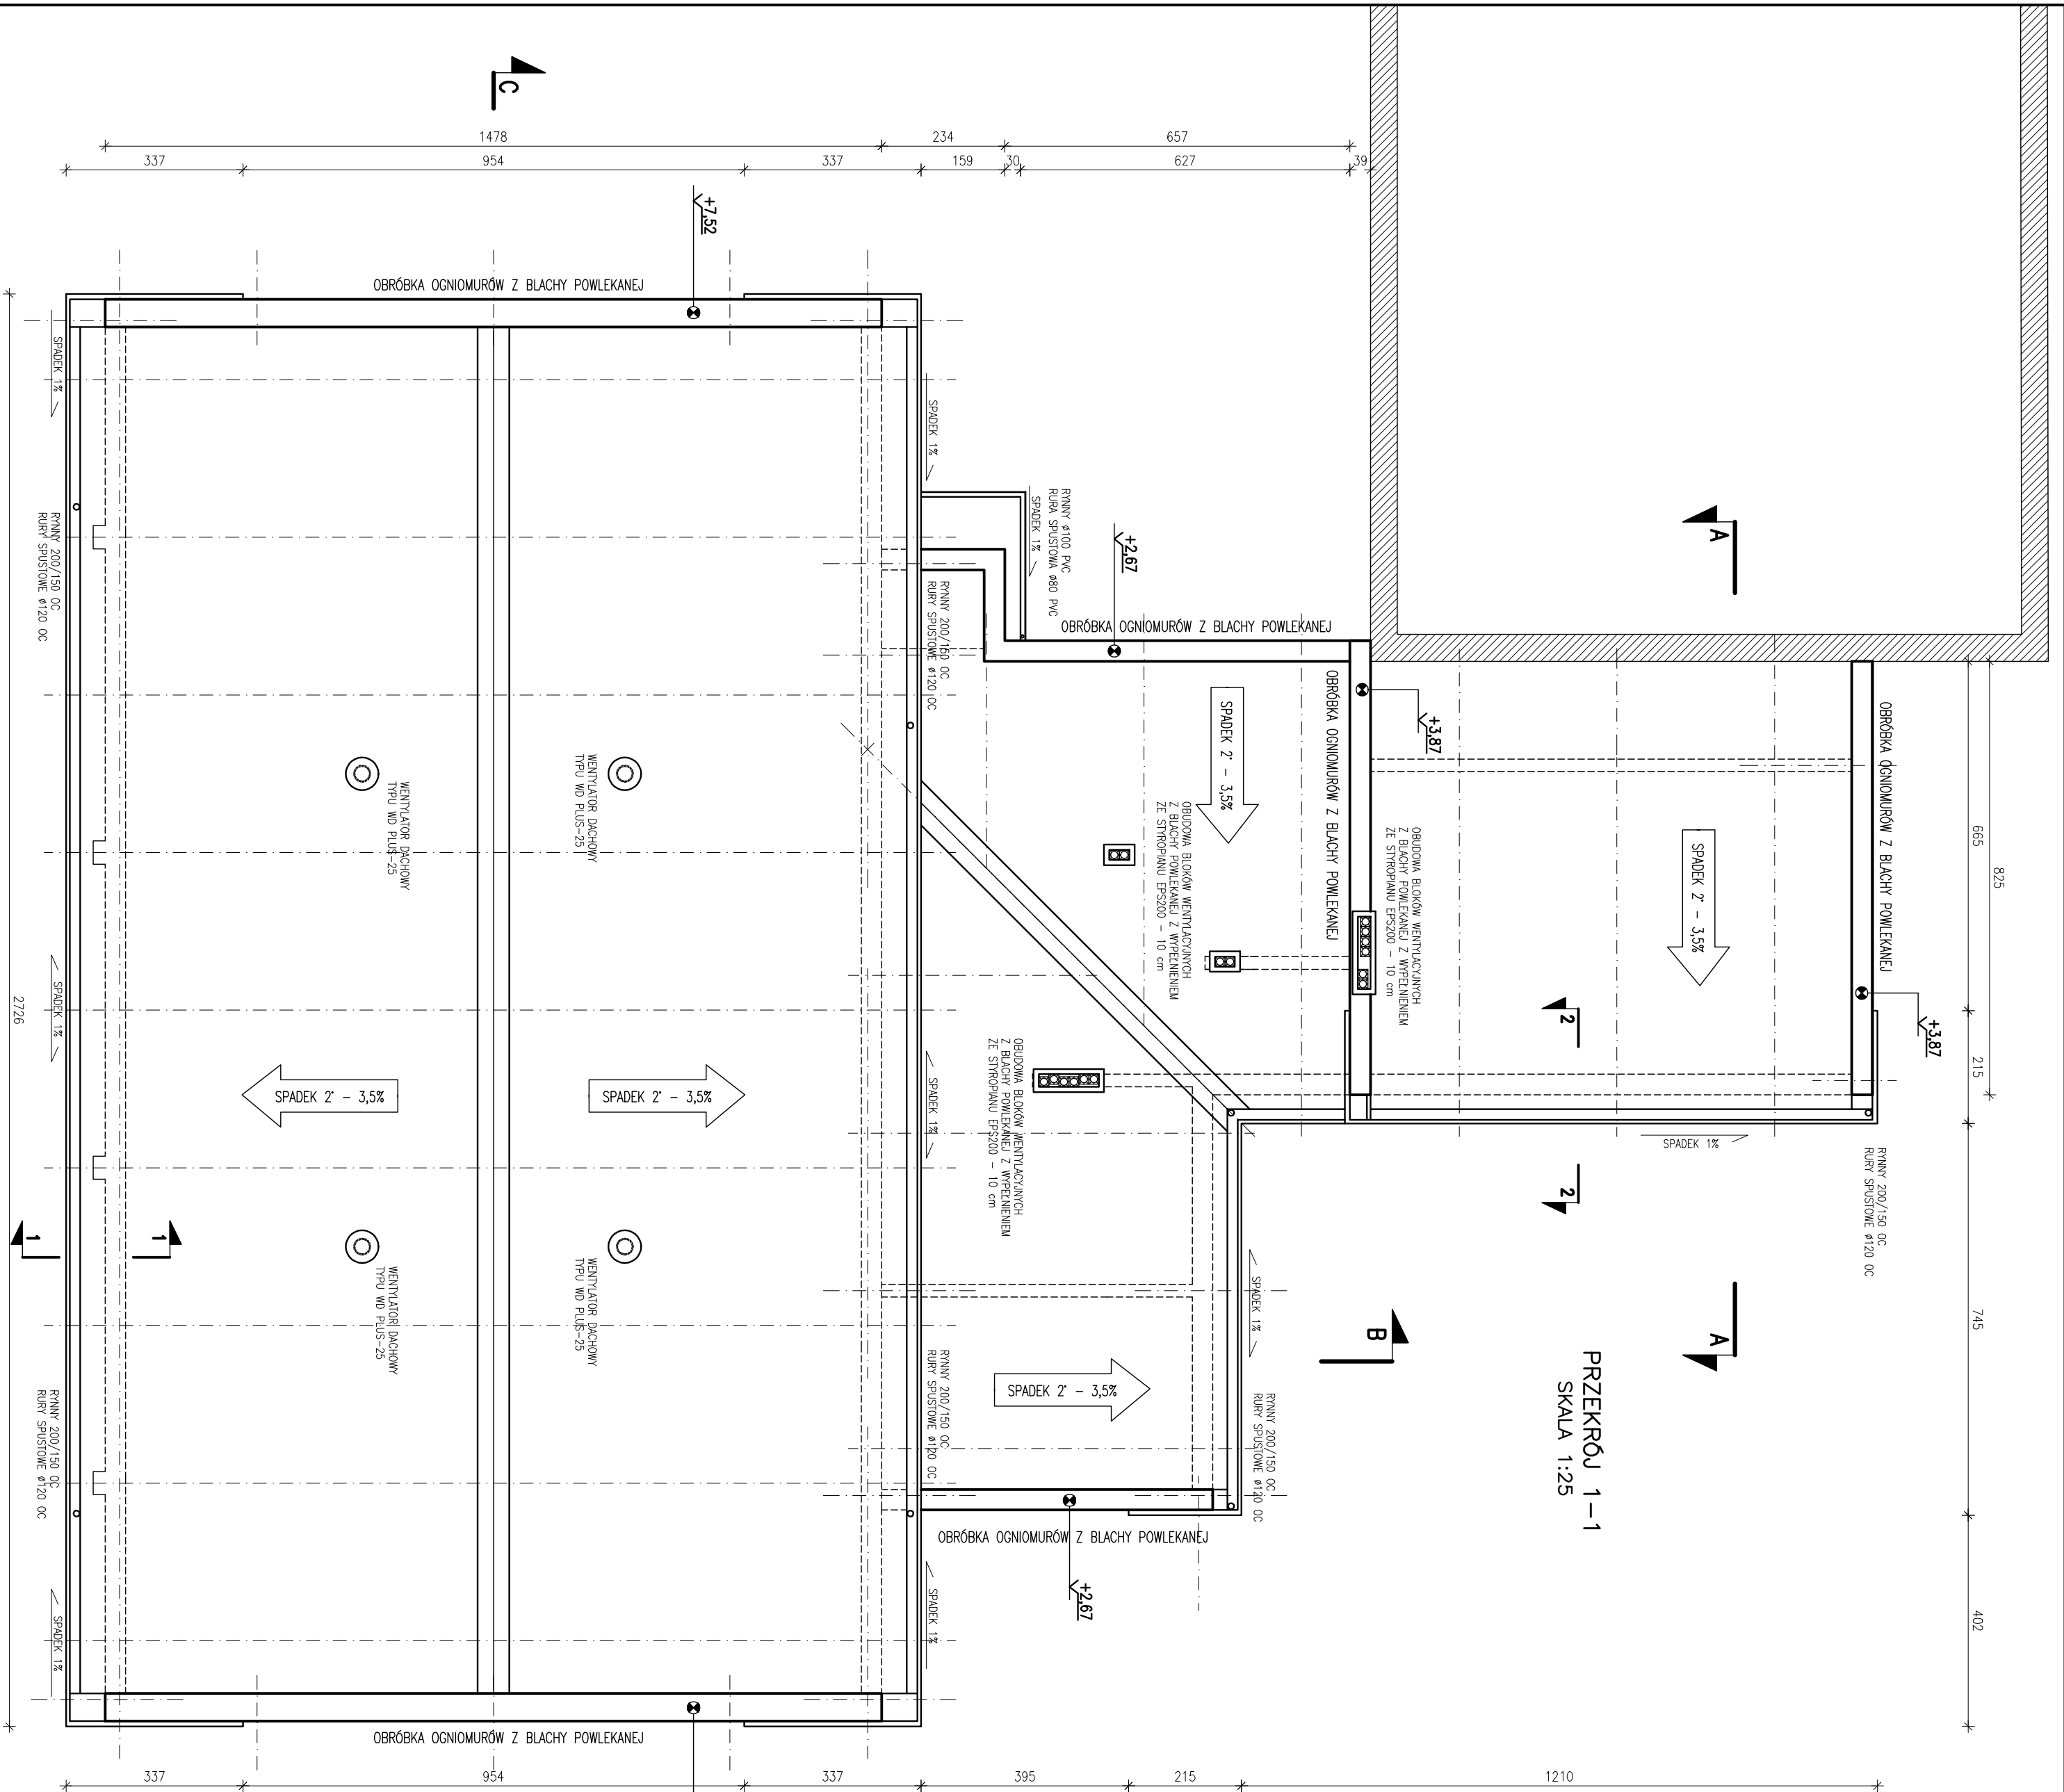 C
1478
234
657
337
954
337
159
30
627
39
+7,52
OBRÓBKA OGNIOMURÓW Z BLACHY POWLEKANEJ
SPADEK 1%
SPADEK 1%
RYNNY ø100 PVC
RURA SPUSTOWA ø80 PVC
SPADEK 1%
+2,67
A
OBRÓBKA OGNIOMURÓW Z BLACHY POWLEKANEJ
RYNNY 200/150 OC
RURY SPUSTOWE ø120 OC
RYNNY 200/150 OC
RURY SPUSTOWE ø120 OC
OBRÓBKA OGNIOMURÓW Z BLACHY POWLEKANEJ
+3,87
OBRÓBKA OGNIOMURÓW Z BLACHY POWLEKANEJ
825
665
SPADEK 2° – 3,5%
SPADEK 2° – 3,5%
WENTYLATOR DACHOWY
TYPU WD PLUS–25
WENTYLATOR DACHOWY
TYPU WD PLUS–25
OBUDOWA BLOKÓW WENTYLACYJNYCH
Z BLACHY POWLEKANEJ Z WYPEŁNIENIEM
ZE STYROPIANU EPS200 – 10 cm
OBUDOWA BLOKÓW WENTYLACYJNYCH
Z BLACHY POWLEKANEJ Z WYPEŁNIENIEM
ZE STYROPIANU EPS200 – 10 cm
2
+3,87
215
2726
SPADEK 1%
SPADEK 2° – 3,5%
SPADEK 2° – 3,5%
SPADEK 1%
OBUDOWA BLOKÓW WENTYLACYJNYCH
Z BLACHY POWLEKANEJ Z WYPEŁNIENIEM
ZE STYROPIANU EPS200 – 10 cm
SPADEK 1%
RYNNY 200/150 OC
RURY SPUSTOWE ø120 OC
2
1
1
WENTYLATOR DACHOWY
TYPU WD PLUS–25
WENTYLATOR DACHOWY
TYPU WD PLUS–25
SPADEK 1%
B
A
745
PRZEKRÓJ 1–1
SKALA 1:25
RYNNY 200/150 OC
RURY SPUSTOWE ø120 OC
RYNNY 200/150 OC
RURY SPUSTOWE ø120 OC
SPADEK 2° – 3,5%
RYNNY 200/150 OC
RURY SPUSTOWE ø120 OC
OBRÓBKA OGNIOMURÓW Z BLACHY POWLEKANEJ
+2,67
402
SPADEK 1%
SPADEK 1%
OBRÓBKA OGNIOMURÓW Z BLACHY POWLEKANEJ
337
954
337
395
215
1210